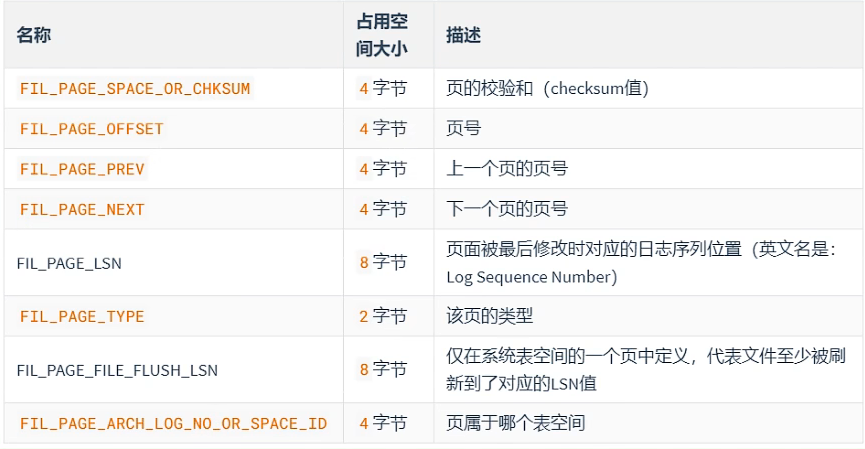 名称 占用空间大小 描述
FIL_PAGE_SPACE_OR_CHKSUM 4字节 页的校验和（checksum值）
FIL_PAGE_OFFSET 4字节 页号
FIL_PAGE_PREV 4字节 上一个页的页号
FIL_PAGE_NEXT 4字节 下一个页的页号
FIL_PAGE_LSN 8字节 页面被最后修改时对应的日志序列位置（英文名是：
Log Sequence Number）
FIL_PAGE_TYPE 2字节 该页的类型
FIL_PAGE_FILE_FLUSH_LSN 8字节 仅在系统表空间的一个页中定义，代表文件至少被刷
新到了对应的LSN值
FIL_PAGE_ARCH_LOG_NO_OR_SPACE_ID 4字节 页属于哪个表空间